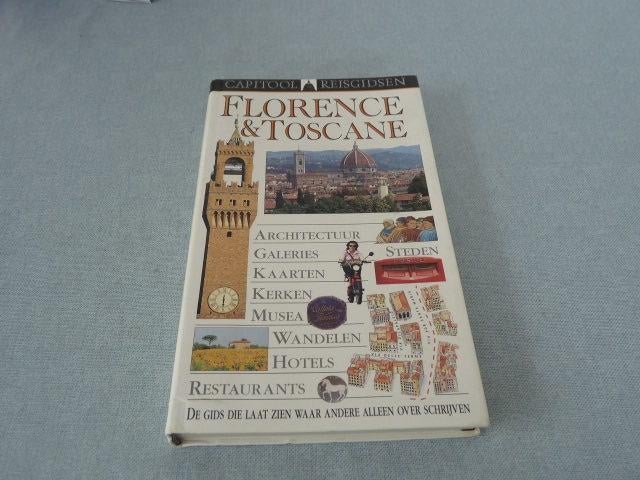 CAPITOOL REISGIDSEN
FLORENCE
& TOSCANE
ARCHITECTUUR
GALERIES
STEDEN
KAARTEN
KERKEN
MUSEA
WANDELEN
HOTELS
RESTAURANTS
DE GIDS DIE LAAT ZIEN WAAR ANDERE ALLEEN OVER SCHRIJVEN